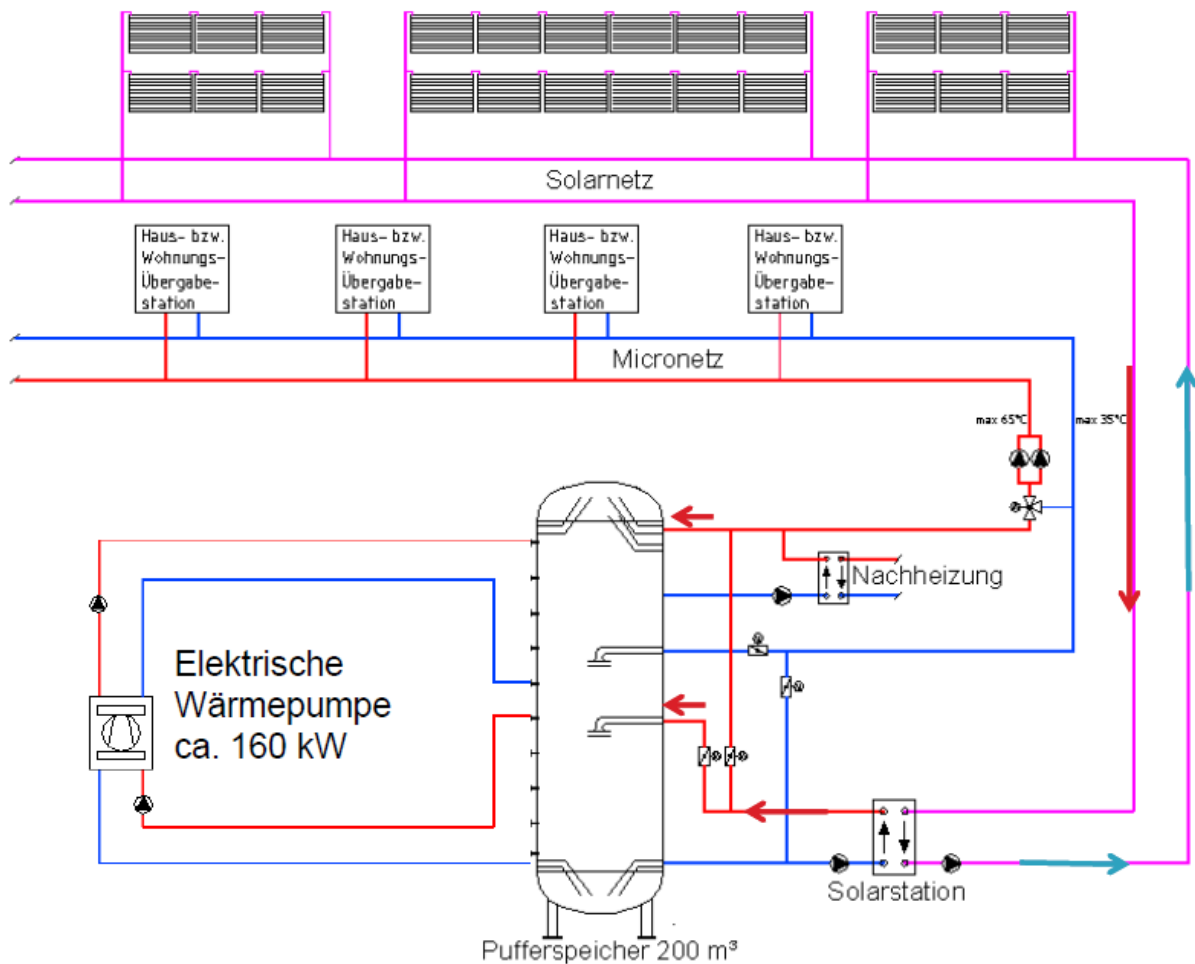 Solarnetz
Haus- bzw.
Wohnungs-
Übergabe-
station
Haus- bzw.
Wohnungs-
Übergabe-
station
Haus- bzw.
Wohnungs-
Übergabe-
station
Haus- bzw.
Wohnungs-
Übergabe-
station
Micronetz
max 65°C
max 35°C
Nachheizung
Elektrische
Wärmepumpe
ca. 160 kW
Solarstation
Pufferspeicher 200 m³